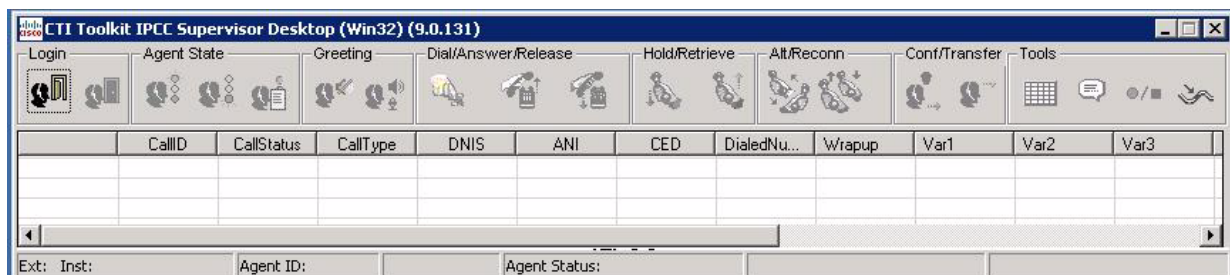 CISCO CTI Toolkit IPCC Supervisor Desktop (Win32) (9.0.131)
Login Agent State Greeting Dial/Answer/Release Hold/Retrieve Alt/Reconn Conf/Transfer Tools
CallID CallStatus CallType DNIS ANI CED DialedNu... Wrapup Var1 Var2 Var3
Ext: Inst: Agent ID: Agent Status: